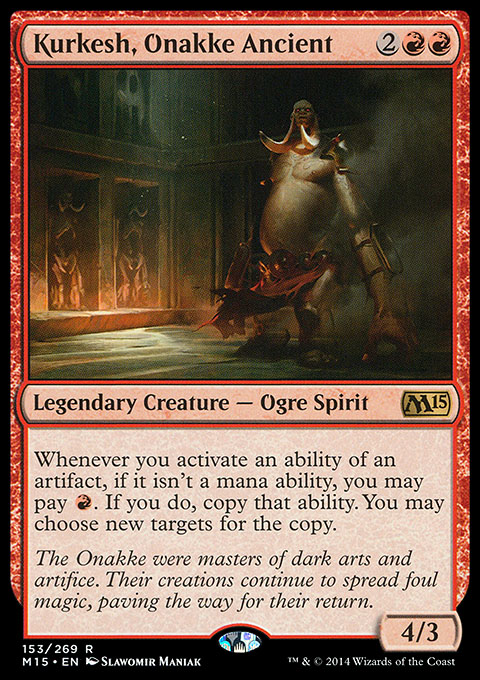 Kurkesh, Onakke Ancient 2
Legendary Creature — Ogre Spirit M15
Whenever you activate an ability of an
artifact, if it isn't a mana ability, you may
pay . If you do, copy that ability. You may
choose new targets for the copy.
The Onakke were masters of dark arts and
artifice. Their creations continue to spread foul
magic, paving the way for their return.
4/3
153/269 R
M15 • EN SLAWOMIR MANIAK ™ & © 2014 Wizards of the Coast